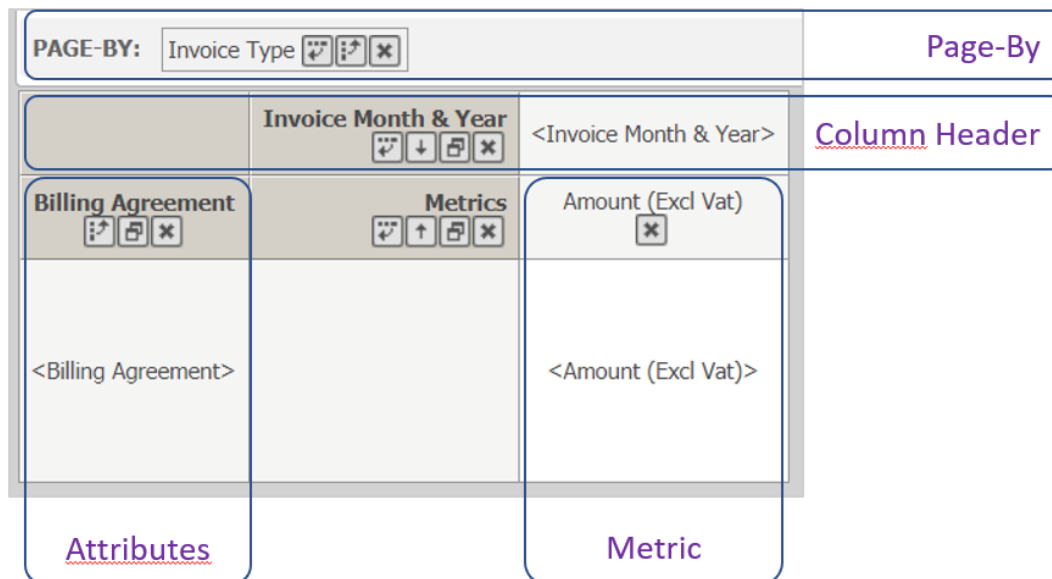 PAGE-BY: Invoice Type Page-By
Invoice Month & Year <Invoice Month & Year> Column Header
Billing Agreement Metrics Amount (Excl Vat)
<Billing Agreement> <Amount (Excl Vat)>
Attributes Metric